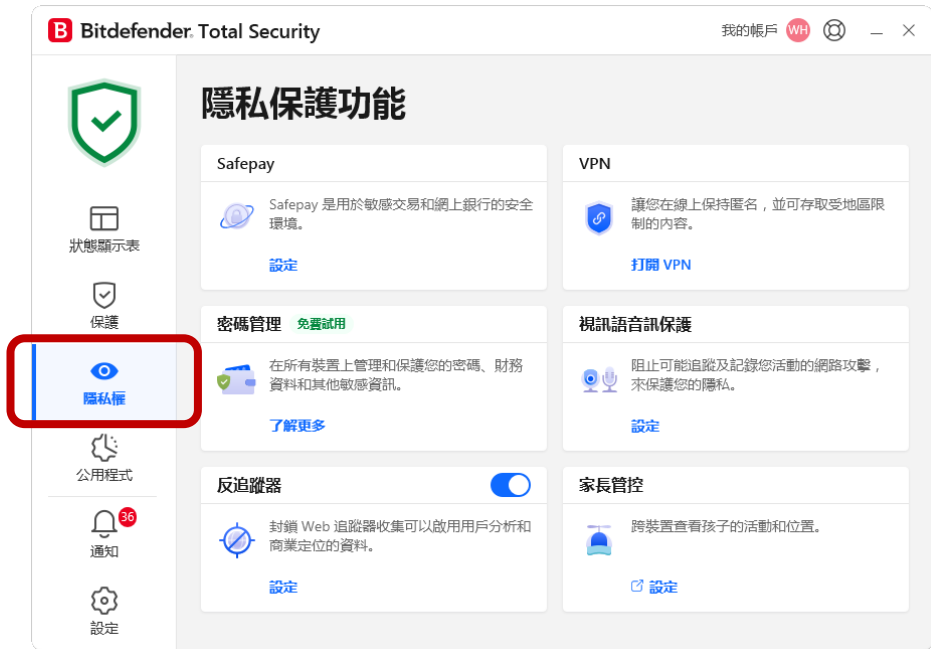 Bitdefender. Total Security
我的帳戶 WH
隱私保護功能
狀態顯示表
保護
隱私權
公用程式
36
通知
設定
Safepay
Safepay 是用於敏感交易和網上銀行的安全
環境。
設定
VPN
讓您在線上保持匿名，並可存取受地區限
制的內容。
打開 VPN
密碼管理 免費試用
在所有裝置上管理和保護您的密碼、財務
資料和其他敏感資訊。
了解更多
視訊語音訊保護
阻止可能追蹤及記錄您活動的網路攻擊，
來保護您的隱私。
設定
反追蹤器
封鎖 Web 追蹤器收集可以啟用用戶分析和
商業定位的資料。
設定
家長管控
跨裝置查看孩子的活動和位置。
設定